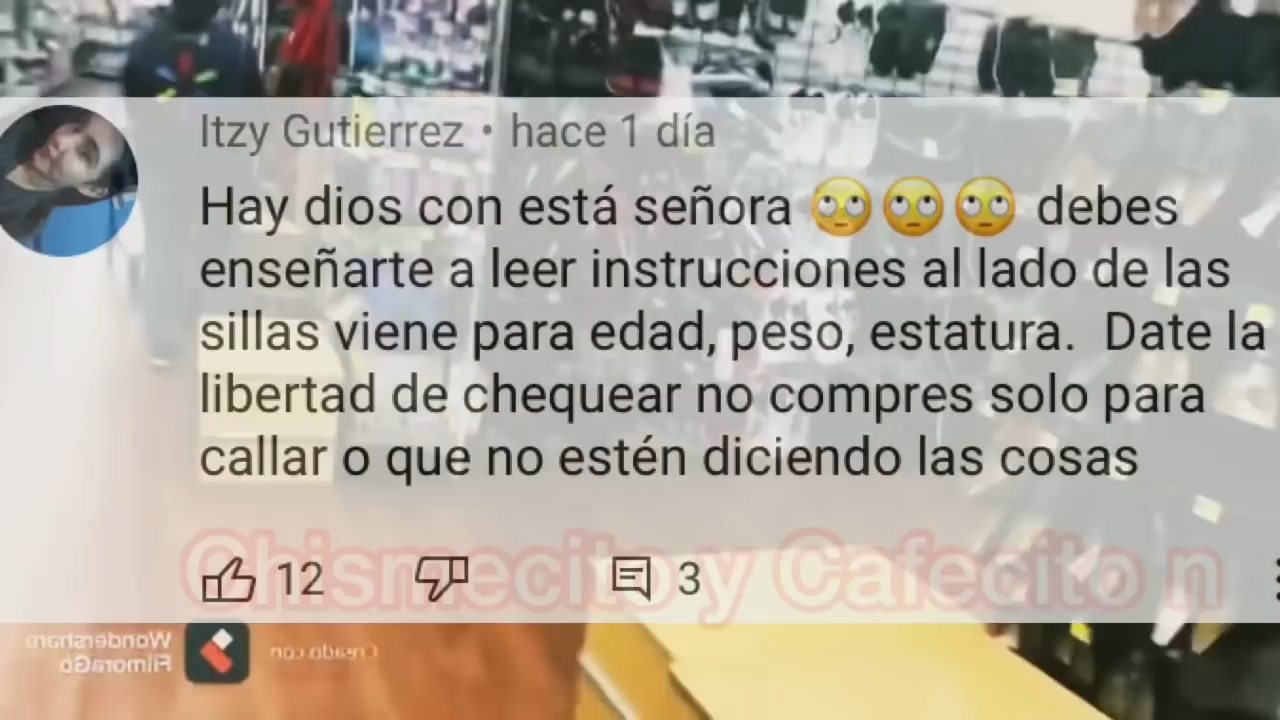 Itzy Gutierrez • hace 1 día
Hay dios con está señora 🙄🙄🙄 debes
enseñarte a leer instrucciones al lado de las
sillas viene para edad, peso, estatura. Date la
libertad de chequear no compres solo para
callar o que no estén diciendo las cosas
Chismecito y Cafecito n
12
3
Creado con
Wondershare
FilmoraGo